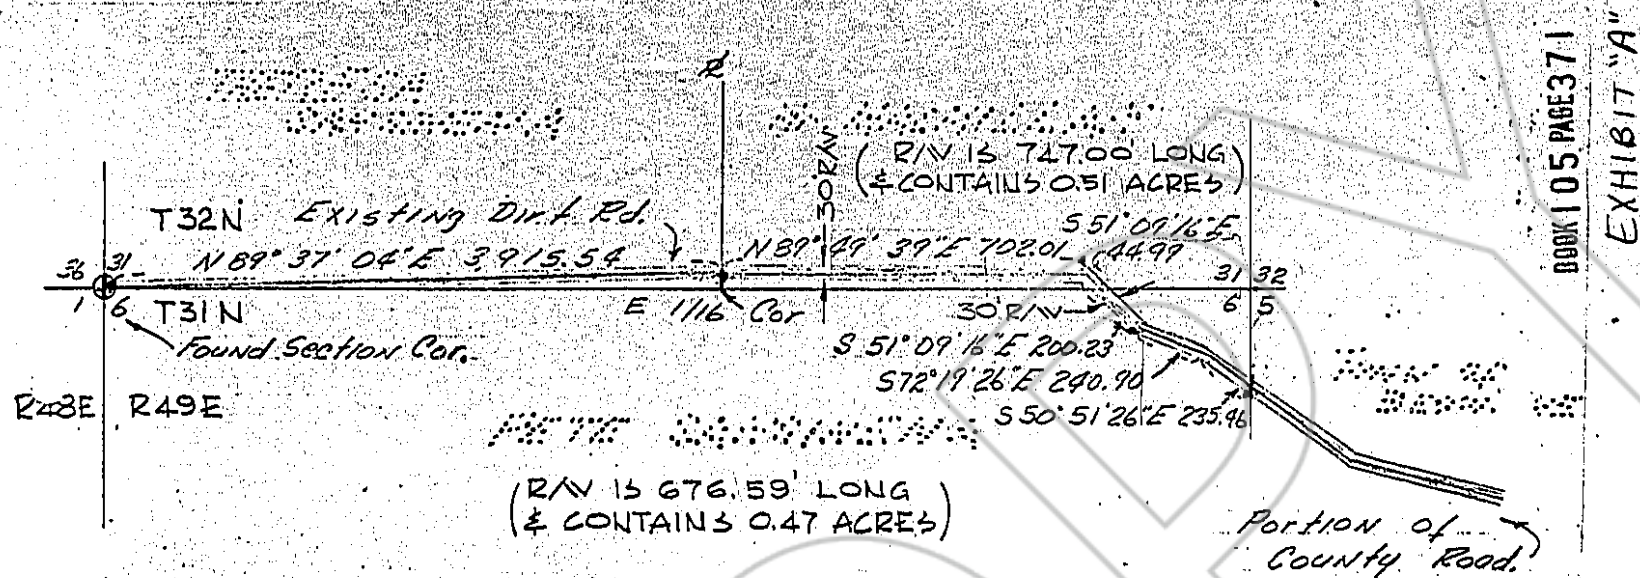 BOOK 105 PAGE 371
EXHIBIT "A"
30' R/W
( R/W IS 747.00' LONG )
( & CONTAINS 0.51 ACRES )
T32N Existing Dirt Rd.
S 51° 09' 16" E
N 89° 37' 04" E 3,915.54
N 89° 49' 39" E 702.01
44.99
36 31
31 32
1 6
T31N
E 1/16 Cor
30' R/W
6 5
Found Section Cor.
S 51° 09' 16" E 200.23
S 72° 19' 26" E 240.90
R48E R49E
S 50° 51' 26" E 235.46
PETE
( R/W IS 676.59' LONG )
( & CONTAINS 0.47 ACRES )
Portion of
County Road.